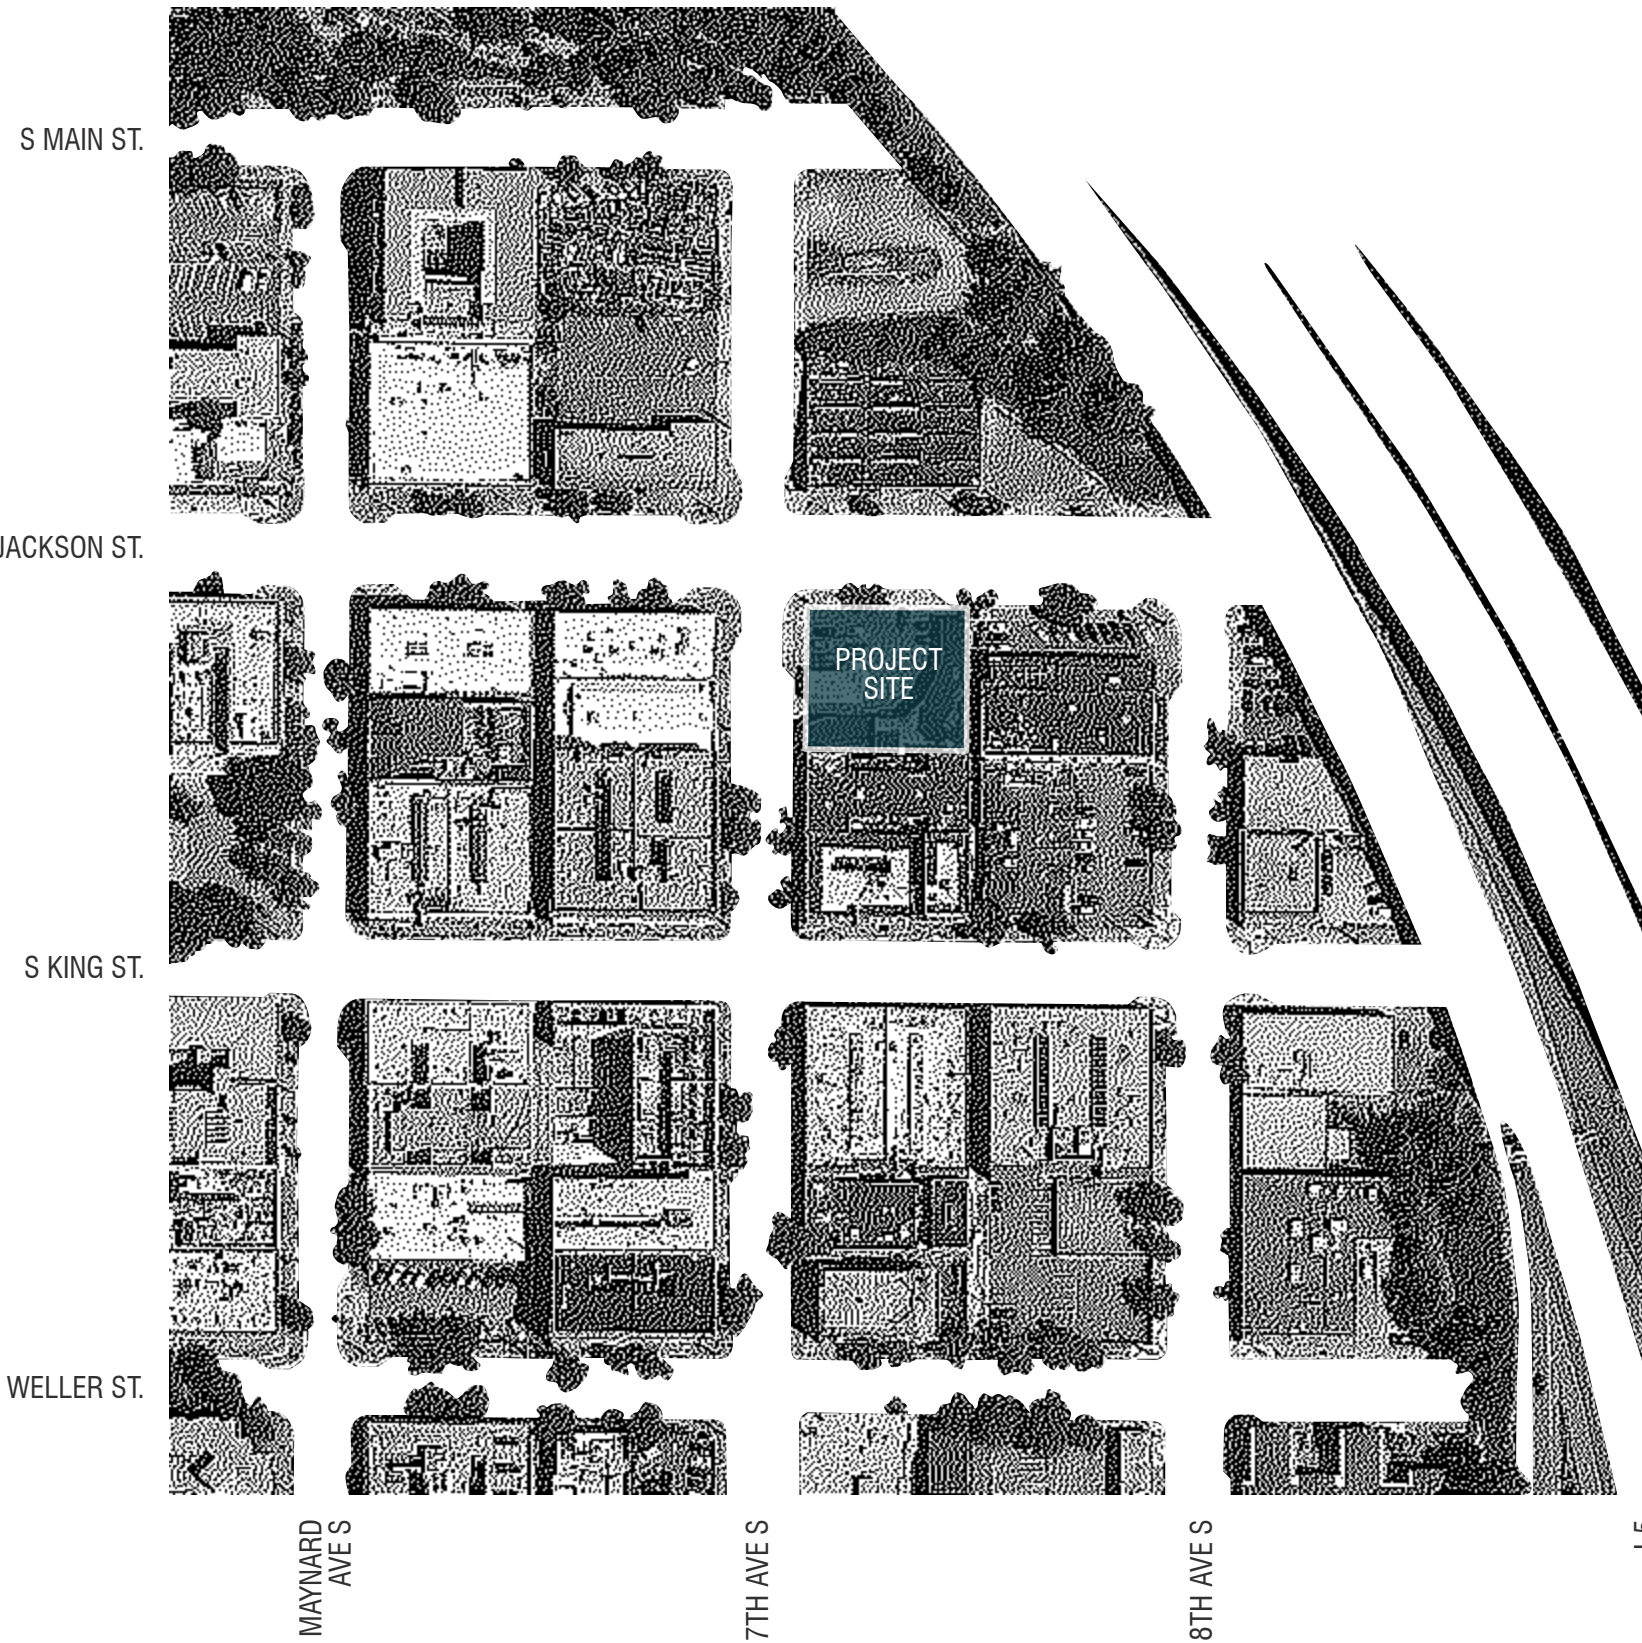 S MAIN ST.
JACKSON ST.
PROJECT
SITE
S KING ST.
WELLER ST.
MAYNARD
AVE S
7TH AVE S
8TH AVE S